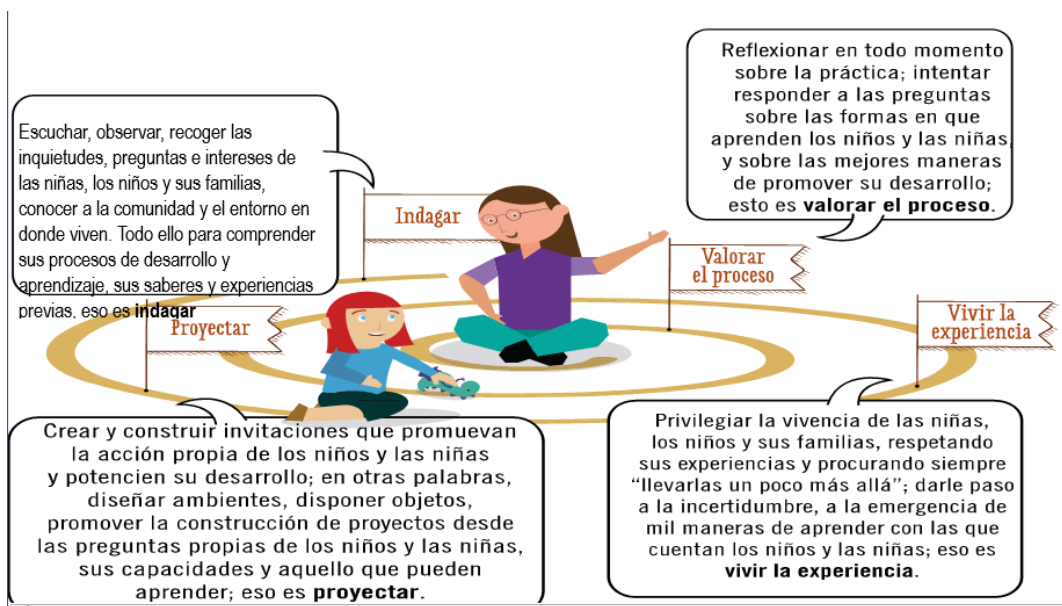 Escuchar, observar, recoger las
inquietudes, preguntas e intereses de
las niñas, los niños y sus familias,
conocer a la comunidad y el entorno en
donde viven. Todo ello para comprender
sus procesos de desarrollo y
aprendizaje, sus saberes y experiencias
previas, eso es indagar
Indagar
Reflexionar en todo momento
sobre la práctica; intentar
responder a las preguntas
sobre las formas en que
aprenden los niños y las niñas,
y sobre las mejores maneras
de promover su desarrollo;
esto es valorar el proceso.
Valorar
el proceso
Proyectar
Vivir la
experiencia
Crear y construir invitaciones que promuevan
la acción propia de los niños y las niñas
y potencien su desarrollo; en otras palabras,
diseñar ambientes, disponer objetos,
promover la construcción de proyectos desde
las preguntas propias de los niños y las niñas,
sus capacidades y aquello que pueden
aprender; eso es proyectar.
Privilegiar la vivencia de las niñas,
los niños y sus familias, respetando
sus experiencias y procurando siempre
“llevarlas un poco más allá”; darle paso
a la incertidumbre, a la emergencia de
mil maneras de aprender con las que
cuentan los niños y las niñas; eso es
vivir la experiencia.